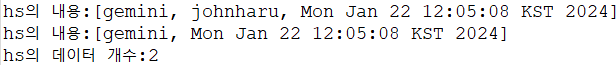 hs의 내용:[gemini, johnharu, Mon Jan 22 12:05:08 KST 2024]
hs의 내용:[gemini, Mon Jan 22 12:05:08 KST 2024]
hs의 데이터 개수:2